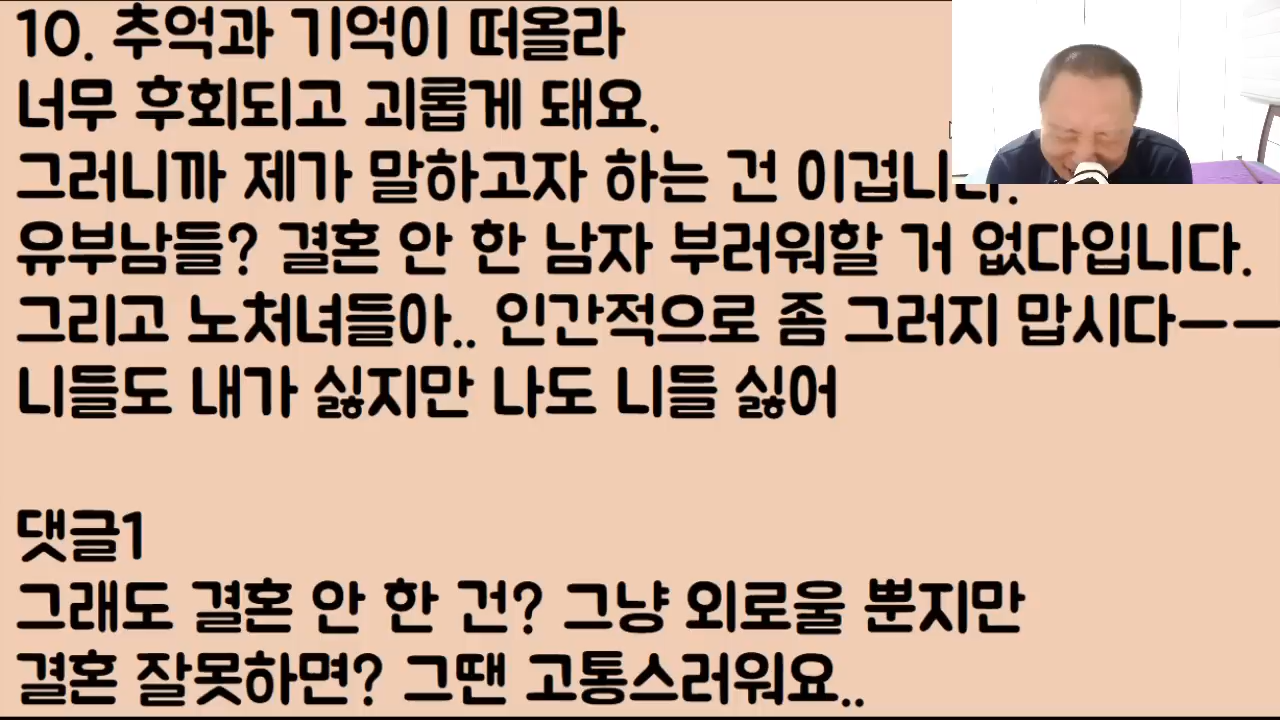 10. 추억과 기억이 떠올라
너무 후회되고 괴롭게 돼요.
그러니까 제가 말하고자 하는 건 이겁니다.
유부남들? 결혼 안 한 남자 부러워할 거 없다입니다.
그리고 노처녀들아.. 인간적으로 좀 그러지 맙시다ㅡㅡ
니들도 내가 싫지만 나도 니들 싫어
댓글1
그래도 결혼 안 한 건? 그냥 외로울 뿐지만
결혼 잘못하면? 그땐 고통스러워요..